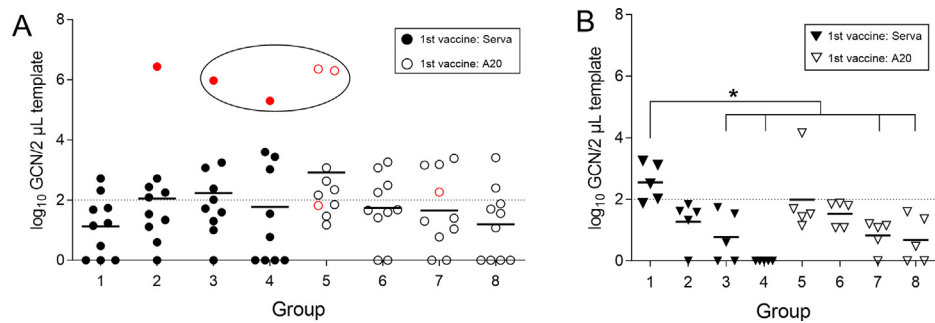 A
log₁₀ GCN/2 µL template
8
6
4
2
0
1st vaccine: Serva
1st vaccine: A20
1 2 3 4 5 6 7 8
Group
B
log₁₀ GCN/2 µL template
8
6
4
2
0
1st vaccine: Serva
1st vaccine: A20
*
1 2 3 4 5 6 7 8
Group